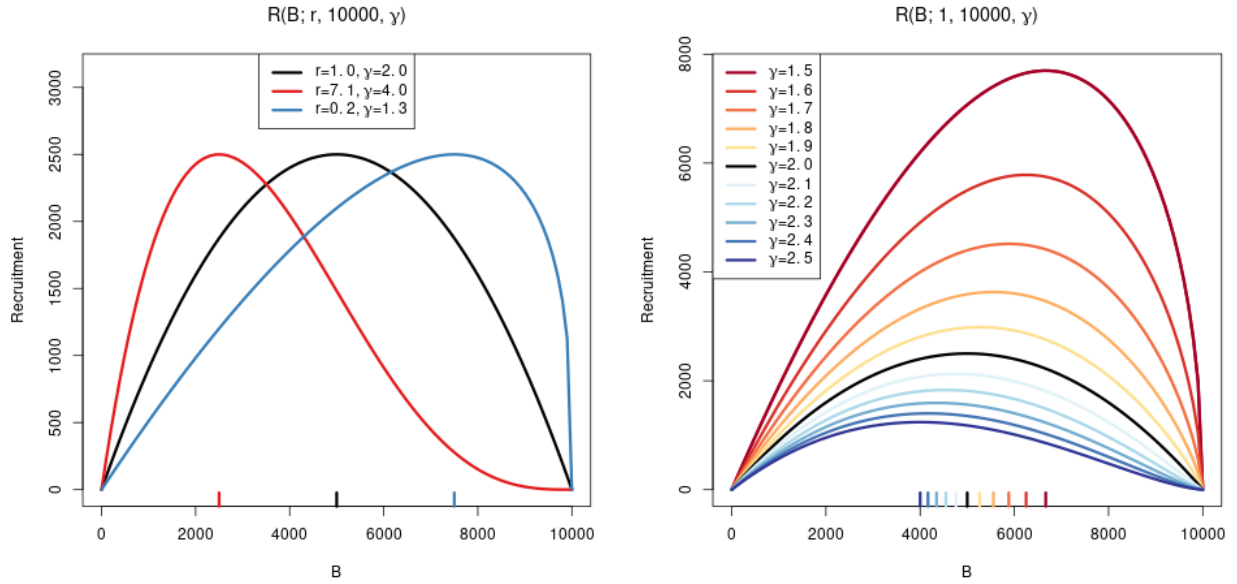 R(B; r, 10000, γ)
r=1.0, γ=2.0
r=7.1, γ=4.0
r=0.2, γ=1.3
Recruitment
3000
2500
2000
1500
1000
500
0
0 2000 4000 6000 8000 10000
B
R(B; 1, 10000, γ)
γ=1.5
γ=1.6
γ=1.7
γ=1.8
γ=1.9
γ=2.0
γ=2.1
γ=2.2
γ=2.3
γ=2.4
γ=2.5
Recruitment
8000
6000
4000
2000
0
0 2000 4000 6000 8000 10000
B